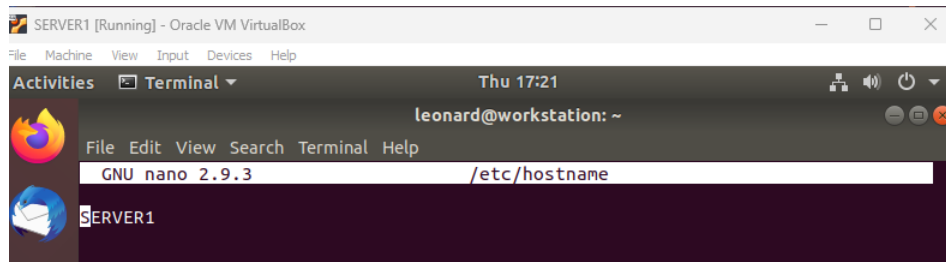 SERVER1 [Running] - Oracle VM VirtualBox
File Machine View Input Devices Help
Activities Terminal Thu 17:21
leonard@workstation: ~
File Edit View Search Terminal Help
GNU nano 2.9.3 /etc/hostname
SERVER1